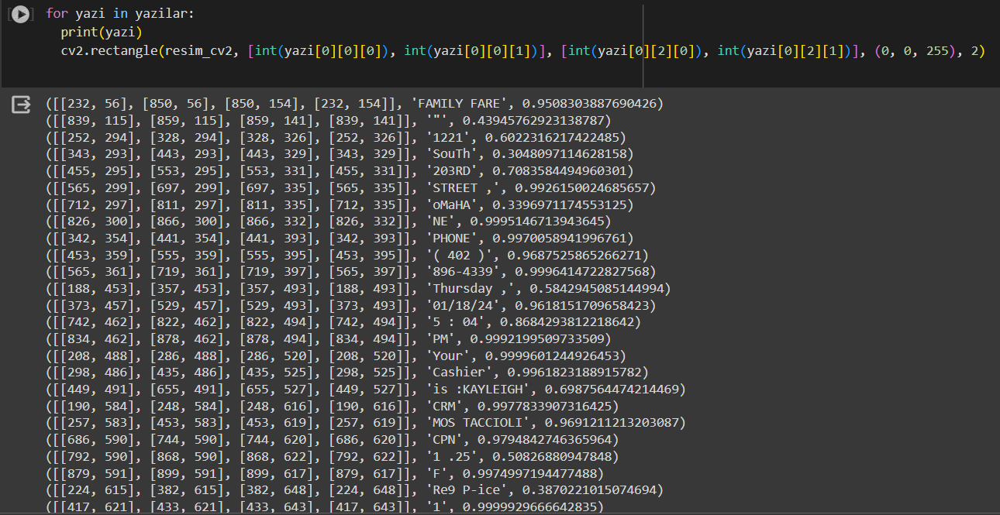 for yazi in yazilar:
  print(yazi)
  cv2.rectangle(resim_cv2, [int(yazi[0][0][0]), int(yazi[0][0][1])], [int(yazi[0][2][0]), int(yazi[0][2][1])], (0, 0, 255), 2)
([[232, 56], [850, 56], [850, 154], [232, 154]], 'FAMILY FARE', 0.9508303887690426)
([[839, 115], [859, 115], [859, 141], [839, 141]], '"', 0.43945762923138787)
([[252, 294], [328, 294], [328, 326], [252, 326]], '1221', 0.6022316217422485)
([[343, 293], [443, 293], [443, 329], [343, 329]], 'SouTh', 0.3048097114628158)
([[455, 295], [553, 295], [553, 331], [455, 331]], '203RD', 0.7083584494960301)
([[565, 299], [697, 299], [697, 335], [565, 335]], 'STREET ,', 0.9926150024685657)
([[712, 297], [811, 297], [811, 335], [712, 335]], 'oMaHA', 0.3396971174553125)
([[826, 300], [866, 300], [866, 332], [826, 332]], 'NE', 0.9995146713943645)
([[342, 354], [441, 354], [441, 393], [342, 393]], 'PHONE', 0.9970058941996761)
([[453, 359], [555, 359], [555, 395], [453, 395]], '( 402 )', 0.9687525865266271)
([[565, 361], [719, 361], [719, 397], [565, 397]], '896-4339', 0.9996414722827568)
([[188, 453], [357, 453], [357, 493], [188, 493]], 'Thursday ,', 0.5842945085144994)
([[373, 457], [529, 457], [529, 493], [373, 493]], '01/18/24', 0.9618151709658423)
([[742, 462], [822, 462], [822, 494], [742, 494]], '5 : 04', 0.8684293812218642)
([[834, 462], [878, 462], [878, 494], [834, 494]], 'PM', 0.9992199509733509)
([[208, 488], [286, 488], [286, 520], [208, 520]], 'Your', 0.9999601244926453)
([[298, 486], [435, 486], [435, 525], [298, 525]], 'Cashier', 0.9961823188915782)
([[449, 491], [655, 491], [655, 527], [449, 527]], 'is :KAYLEIGH', 0.6987564474214469)
([[190, 584], [248, 584], [248, 616], [190, 616]], 'CRM', 0.9977833907316425)
([[257, 583], [453, 583], [453, 619], [257, 619]], 'MOS TACCIOLI', 0.9691211213203087)
([[686, 590], [744, 590], [744, 620], [686, 620]], 'CPN', 0.9794842746365964)
([[792, 590], [868, 590], [868, 622], [792, 622]], '1 .25', 0.50826880947848)
([[879, 591], [899, 591], [899, 617], [879, 617]], 'F', 0.9974997194477488)
([[224, 615], [382, 615], [382, 648], [224, 648]], 'Re9 P-ice', 0.3870221015074694)
([[417, 621], [433, 621], [433, 643], [417, 643]], '1', 0.9999929666642835)